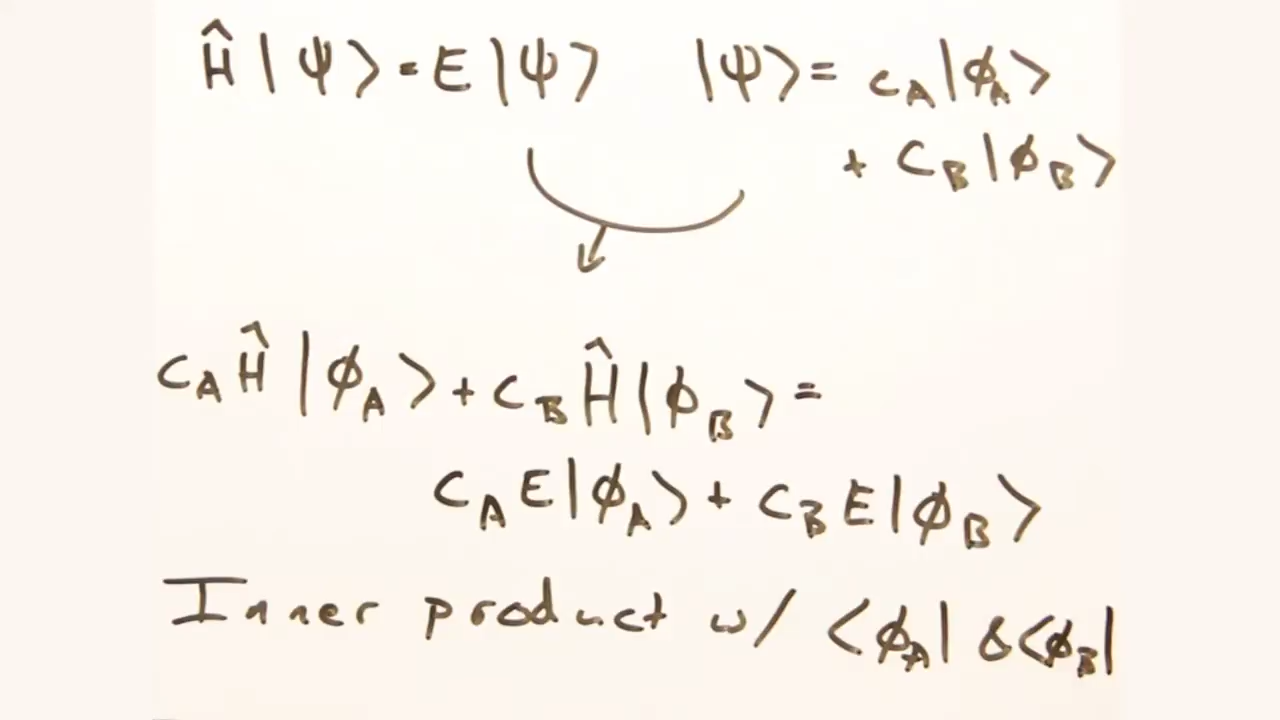 Ĥ|ψ⟩ = E|ψ⟩ |ψ⟩ = c_A|ϕ_A⟩
+ c_B|ϕ_B⟩
c_A Ĥ|ϕ_A⟩ + c_B Ĥ|ϕ_B⟩ =
c_A E|ϕ_A⟩ + c_B E|ϕ_B⟩
Inner product w/ ⟨ϕ_A| & ⟨ϕ_B|